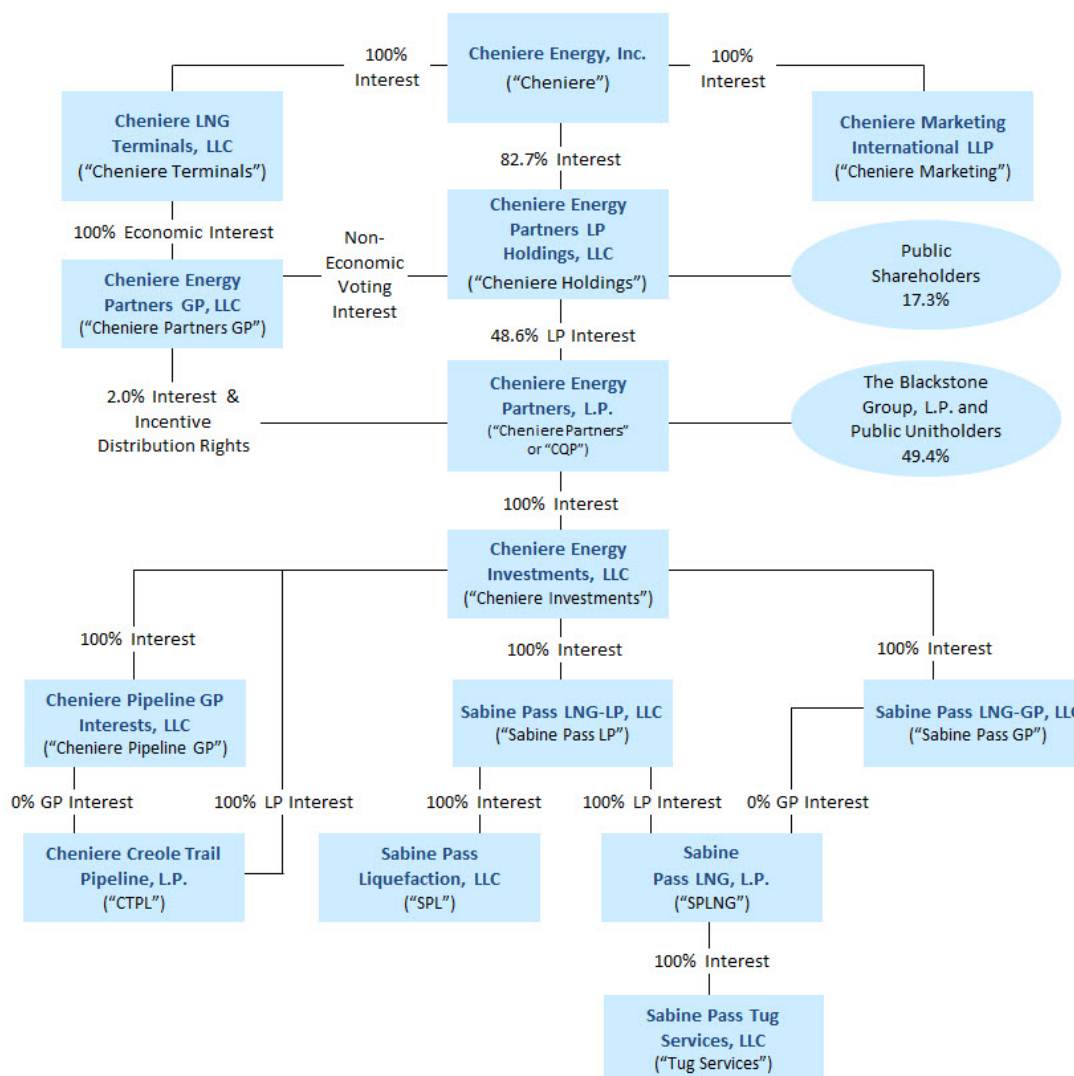 Cheniere Energy, Inc.
(“Cheniere”)
100%
Interest
100%
Interest
Cheniere LNG
Terminals, LLC
(“Cheniere Terminals”)
Cheniere Marketing
International LLP
(“Cheniere Marketing”)
82.7% Interest
100% Economic Interest
Cheniere Energy
Partners LP
Holdings, LLC
(“Cheniere Holdings”)
Non-
Economic
Voting
Interest
Cheniere Energy
Partners GP, LLC
(“Cheniere Partners GP”)
Public
Shareholders
17.3%
48.6% LP Interest
2.0% Interest &
Incentive
Distribution Rights
Cheniere Energy
Partners, L.P.
(“Cheniere Partners”
or “CQP”)
The Blackstone
Group, L.P. and
Public Unitholders
49.4%
100% Interest
Cheniere Energy
Investments, LLC
(“Cheniere Investments”)
100% Interest
100% Interest
100% Interest
Cheniere Pipeline GP
Interests, LLC
(“Cheniere Pipeline GP”)
Sabine Pass LNG-LP, LLC
(“Sabine Pass LP”)
Sabine Pass LNG-GP, LLC
(“Sabine Pass GP”)
0% GP Interest
100% LP Interest
100% Interest
100% LP Interest
0% GP Interest
Cheniere Creole Trail
Pipeline, L.P.
(“CTPL”)
Sabine Pass
Liquefaction, LLC
(“SPL”)
Sabine
Pass LNG, L.P.
(“SPLNG”)
100% Interest
Sabine Pass Tug
Services, LLC
(“Tug Services”)